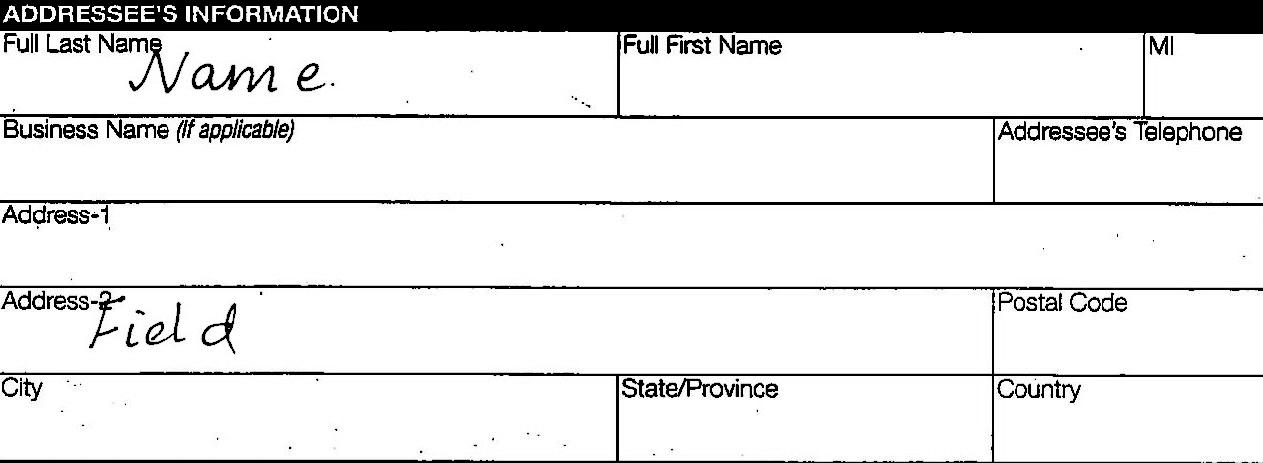 ADDRESSEE'S INFORMATION
Full Last Name Full First Name MI
Name.
Business Name (If applicable) Addressee's Telephone
Address-1
Address-2 Postal Code
Field
City State/Province Country